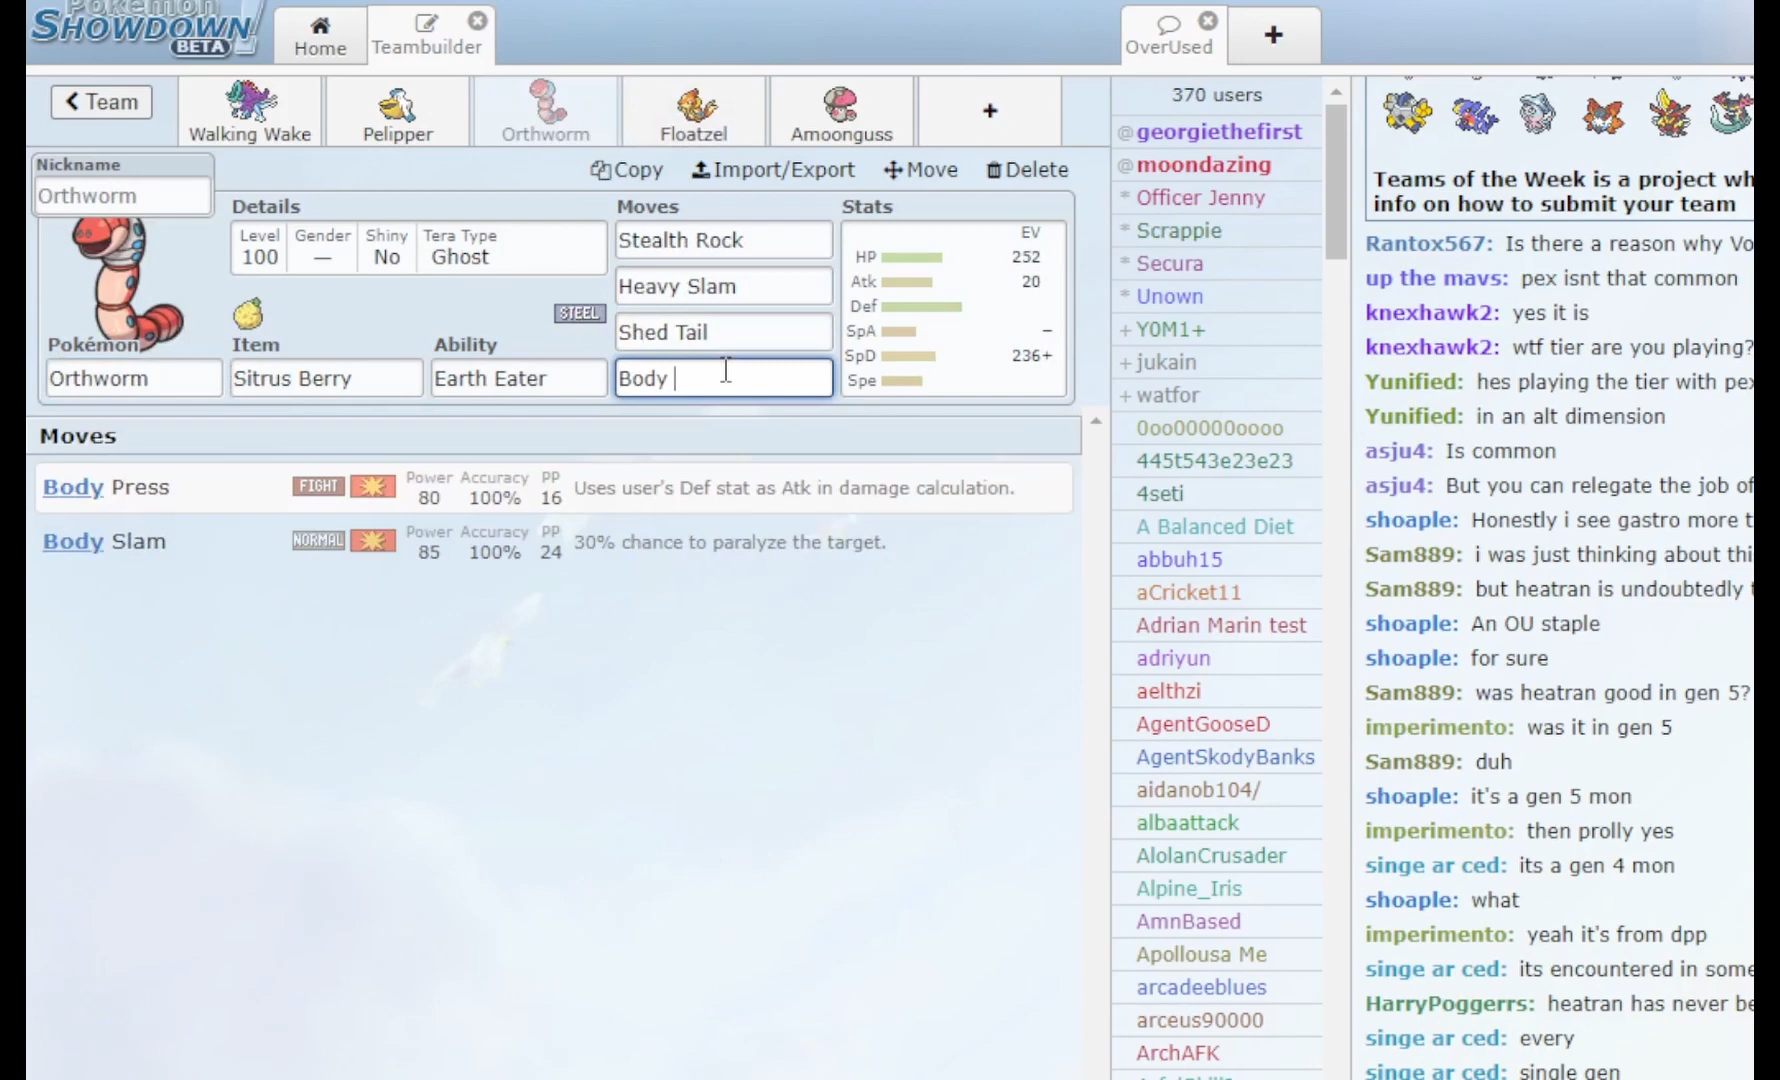 Pokémon
SHOWDOWN
BETA
Home
Teambuilder
OverUsed
+
Team
Walking Wake
Pelipper
Orthworm
Floatzel
Amoonguss
+
Nickname
Orthworm
Copy
Import/Export
Move
Delete
Details
Level
100
Gender
—
Shiny
No
Tera Type
Ghost
STEEL
Pokémon
Orthworm
Item
Sitrus Berry
Ability
Earth Eater
Moves
Stealth Rock
Heavy Slam
Shed Tail
Body
Stats
EV
HP 252
Atk 20
Def
SpA –
SpD 236+
Spe
Moves
Body Press FIGHT Power 80 Accuracy 100% PP 16 Uses user's Def stat as Atk in damage calculation.
Body Slam NORMAL Power 85 Accuracy 100% PP 24 30% chance to paralyze the target.
370 users
@georgiethefirst
@moondazing
* Officer Jenny
* Scrappie
* Secura
* Unown
+Y0M1+
+jukain
+watfor
0oo00000oooo
445t543e23e23
4seti
A Balanced Diet
abbuh15
aCricket11
Adrian Marin test
adriyun
aelthzi
AgentGooseD
AgentSkodyBanks
aidanob104/
albaattack
AlolanCrusader
Alpine_Iris
AmnBased
Apollousa Me
arcadeeblues
arceus90000
ArchAFK
Teams of the Week is a project wh
info on how to submit your team
Rantox567: Is there a reason why Vo
up the mavs: pex isnt that common
knexhawk2: yes it is
knexhawk2: wtf tier are you playing?
Yunified: hes playing the tier with pex
Yunified: in an alt dimension
asju4: Is common
asju4: But you can relegate the job of
shoaple: Honestly i see gastro more t
Sam889: i was just thinking about thi
Sam889: but heatran is undoubtedly
shoaple: An OU staple
shoaple: for sure
Sam889: was heatran good in gen 5?
imperimento: was it in gen 5
Sam889: duh
shoaple: it's a gen 5 mon
imperimento: then prolly yes
singe ar ced: its a gen 4 mon
shoaple: what
imperimento: yeah it's from dpp
singe ar ced: its encountered in some
HarryPoggerrs: heatran has never be
singe ar ced: every
singe ar ced: single gen